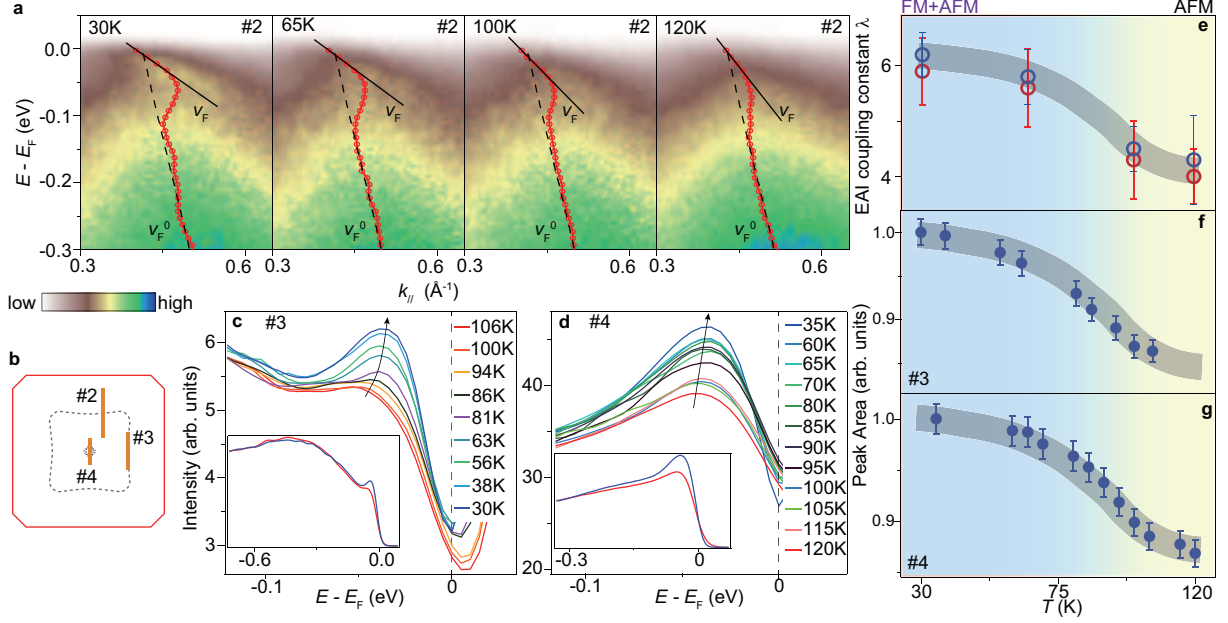 a
30K #2
65K #2
100K #2
120K #2
0.0
-0.1
-0.2
-0.3
E - E_F (eV)
v_F
v_F
v_F
v_F
v_F^0
v_F^0
v_F^0
v_F^0
0.3 0.6 0.3 0.6 0.3 0.6 0.3 0.6
k_// (Å^-1)
low high
b
#2
#3
#4
c #3
Intensity (arb. units)
6
5
4
3
106K
100K
94K
86K
81K
63K
56K
38K
30K
-0.6 0.0
-0.1 0
E - E_F (eV)
d #4
40
30
20
35K
60K
65K
70K
80K
85K
90K
95K
100K
105K
115K
120K
-0.3 0
-0.1 0
E - E_F (eV)
FM+AFM AFM
e
EAI coupling constant λ
6
4
f
1.0
0.9
#3
Peak Area (arb. units)
g
1.0
0.9
#4
30 75 120
T (K)